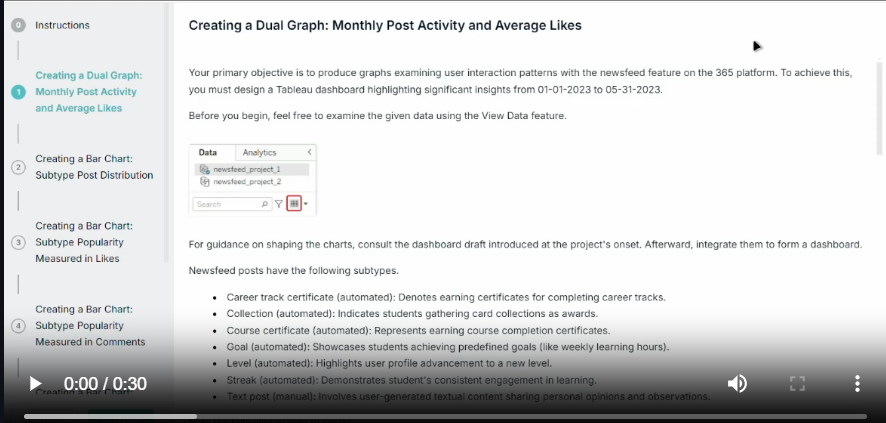 0 Instructions
1 Creating a Dual Graph:
Monthly Post Activity and
Average Likes
2 Creating a Bar Chart:
Subtype Post Distribution
3 Creating a Bar Chart:
Subtype Popularity
Measured in Likes
4 Creating a Bar Chart:
Subtype Popularity
Measured in Comments
Creating a Bar Chart:
Creating a Dual Graph: Monthly Post Activity and Average Likes
Your primary objective is to produce graphs examining user interaction patterns with the newsfeed feature on the 365 platform. To achieve this,
you must design a Tableau dashboard highlighting significant insights from 01-01-2023 to 05-31-2023.
Before you begin, feel free to examine the given data using the View Data feature.
Data Analytics <
newsfeed_project_1
newsfeed_project_2
Search
For guidance on shaping the charts, consult the dashboard draft introduced at the project's onset. Afterward, integrate them to form a dashboard.
Newsfeed posts have the following subtypes.
• Career track certificate (automated): Denotes earning certificates for completing career tracks.
• Collection (automated): Indicates students gathering card collections as awards.
• Course certificate (automated): Represents earning course completion certificates.
• Goal (automated): Showcases students achieving predefined goals (like weekly learning hours).
• Level (automated): Highlights user profile advancement to a new level.
• Streak (automated): Demonstrates student's consistent engagement in learning.
• Text post (manual): Involves user-generated textual content sharing personal opinions and observations.
0:00 / 0:30